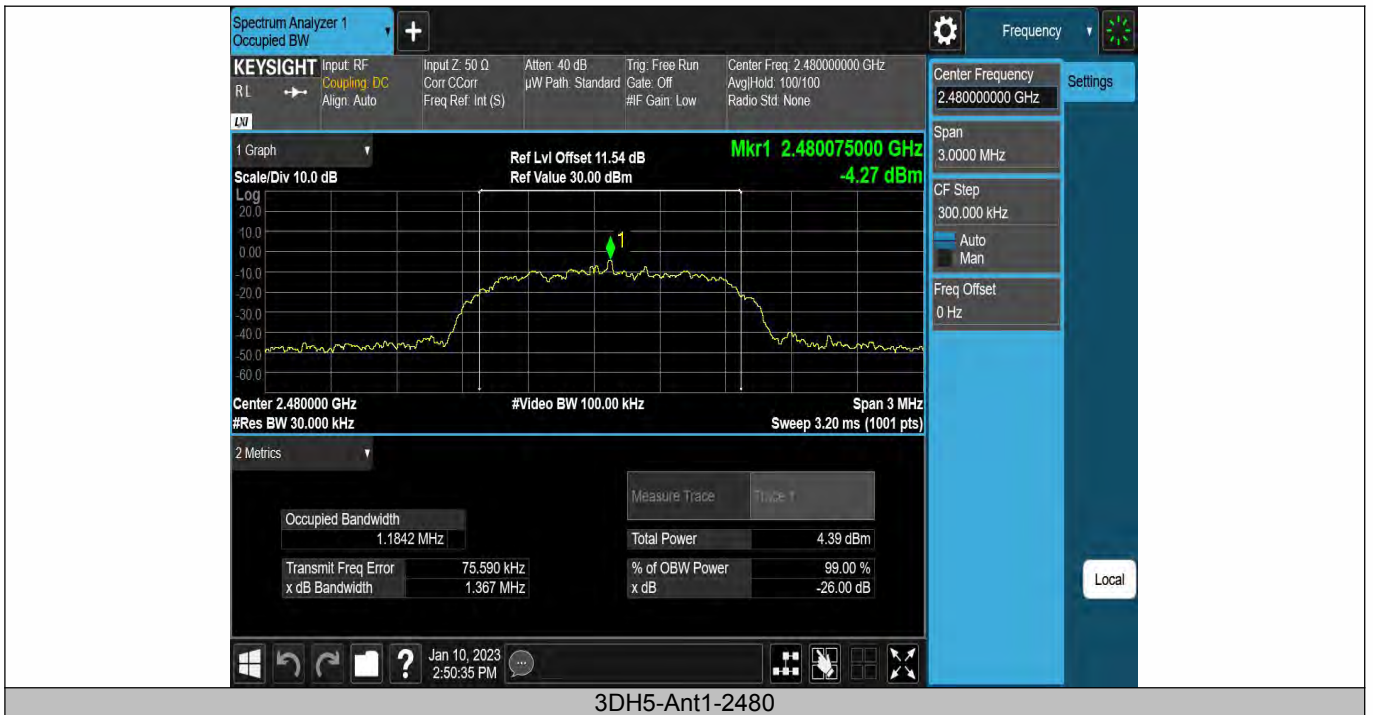 Spectrum Analyzer 1
Occupied BW
Frequency
KEYSIGHT
RL
LXI
Input: RF
Coupling: DC
Align: Auto
Input Z: 50 Ω
Corr CCorr
Freq Ref: Int (S)
Atten: 40 dB
µW Path: Standard
Trig: Free Run
Gate: Off
#IF Gain: Low
Center Freq: 2.480000000 GHz
Avg|Hold: 100/100
Radio Std: None
1 Graph
Scale/Div 10.0 dB
Ref Lvl Offset 11.54 dB
Ref Value 30.00 dBm
Mkr1 2.480075000 GHz
-4.27 dBm
Log
20.0
10.0
0.00
-10.0
-20.0
-30.0
-40.0
-50.0
-60.0
1
Center 2.480000 GHz
#Video BW 100.00 kHz
Span 3 MHz
#Res BW 30.000 kHz
Sweep 3.20 ms (1001 pts)
2 Metrics
Measure Trace
Trace 1
Occupied Bandwidth
1.1842 MHz
Total Power
4.39 dBm
Transmit Freq Error
75.590 kHz
% of OBW Power
99.00 %
x dB Bandwidth
1.367 MHz
x dB
-26.00 dB
Center Frequency
2.480000000 GHz
Settings
Span
3.0000 MHz
CF Step
300.000 kHz
Auto
Man
Freq Offset
0 Hz
Local
Jan 10, 2023
2:50:35 PM
3DH5-Ant1-2480